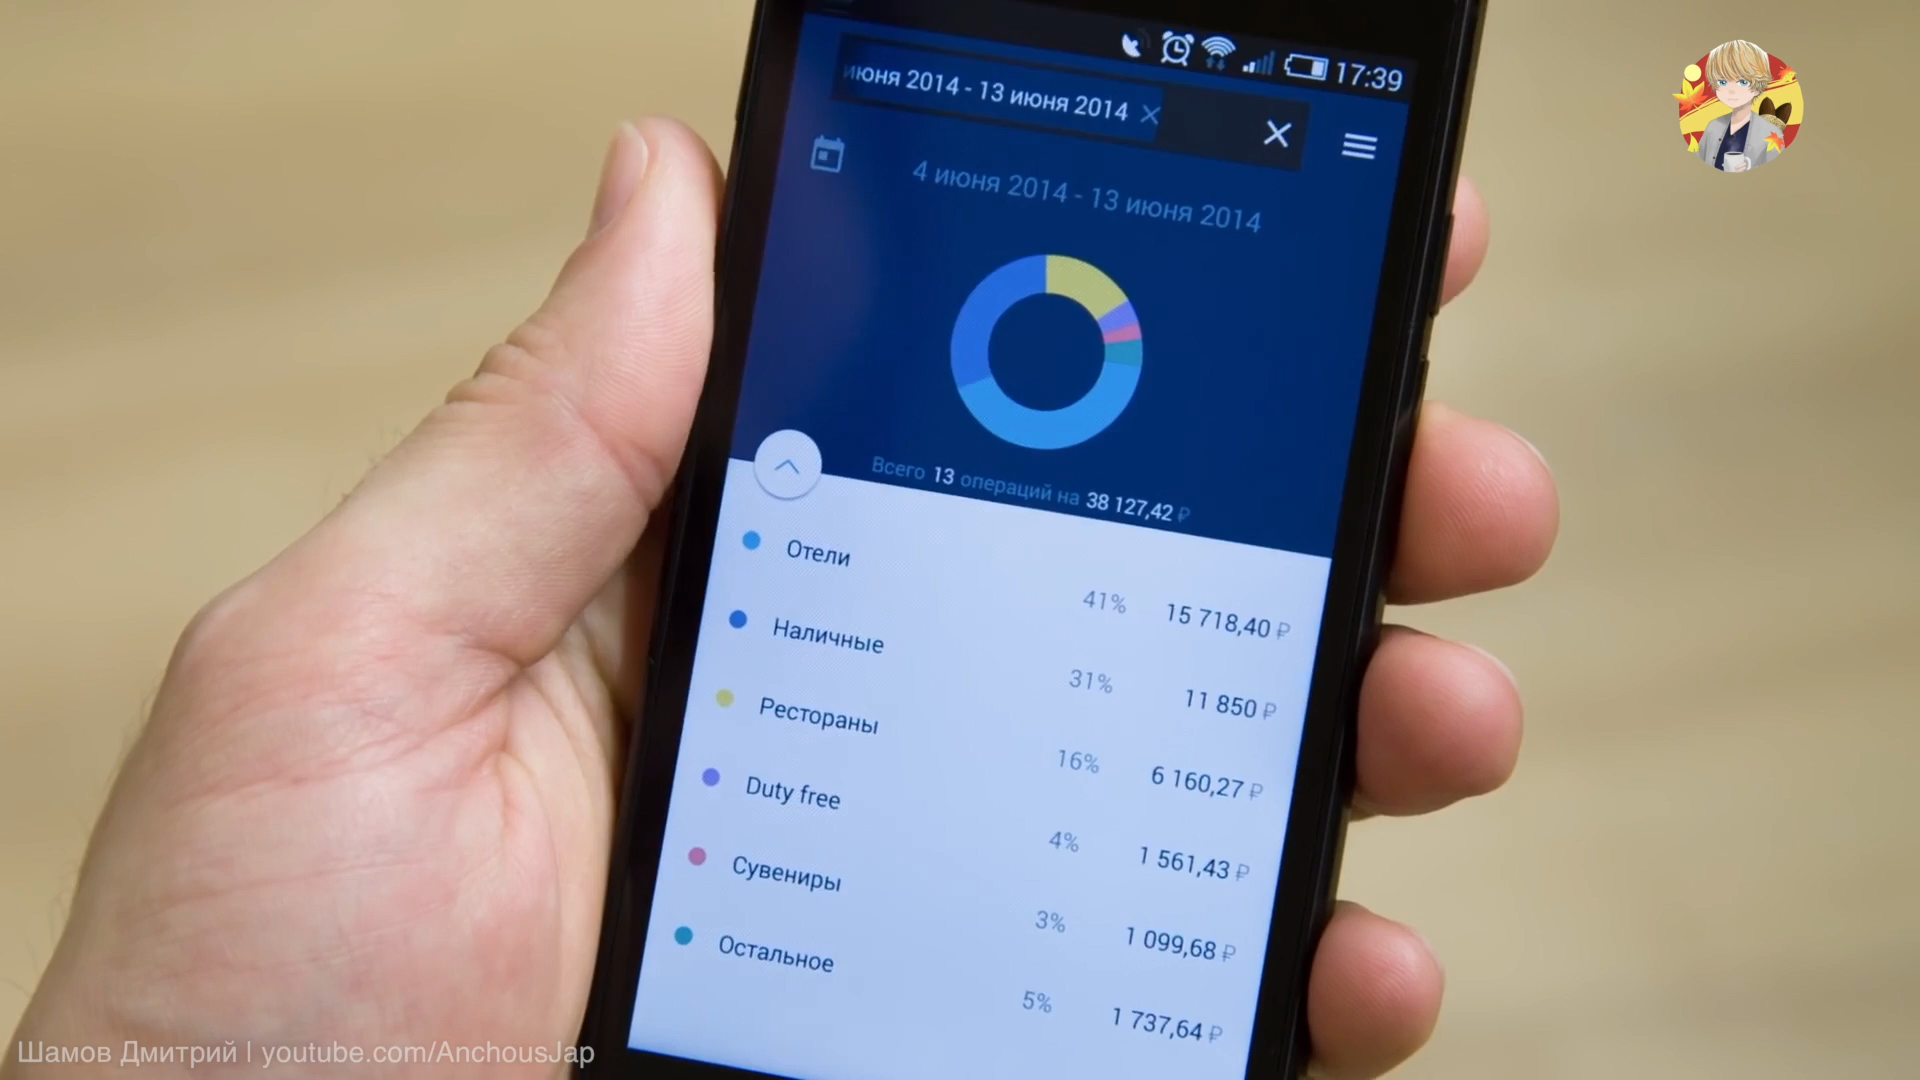 17:39
июня 2014 - 13 июня 2014
4 июня 2014 - 13 июня 2014
Всего 13 операций на 38 127,42 ₽
Отели 41% 15 718,40 ₽
Наличные 31% 11 850 ₽
Рестораны 16% 6 160,27 ₽
Duty free 4% 1 561,43 ₽
Сувениры 3% 1 099,68 ₽
Остальное 5% 1 737,64 ₽
Шамов Дмитрий | youtube.com/AnchousJap